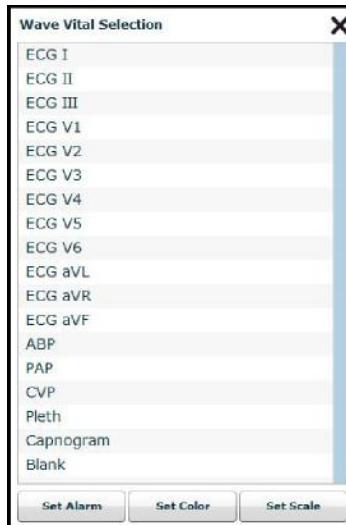 Wave Vital Selection
ECG I
ECG II
ECG III
ECG V1
ECG V2
ECG V3
ECG V4
ECG V5
ECG V6
ECG aVL
ECG aVR
ECG aVF
ABP
PAP
CVP
Pleth
Capnogram
Blank
Set Alarm Set Color Set Scale